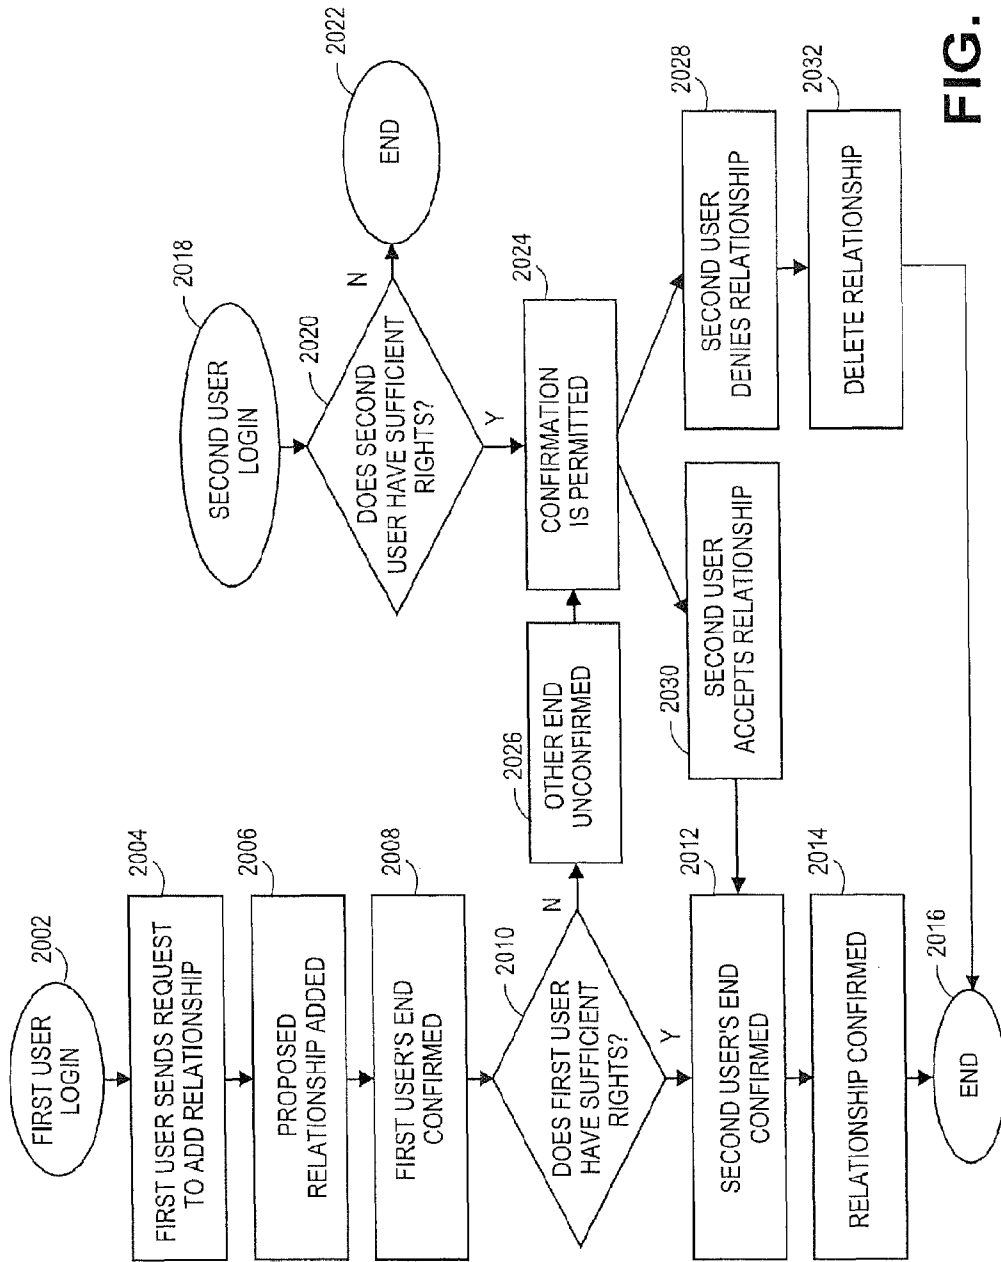 FIRST USER
LOGIN
2002
FIRST USER SENDS REQUEST
TO ADD RELATIONSHIP
2004
PROPOSED
RELATIONSHIP ADDED
2006
FIRST USER'S END
CONFIRMED
2008
DOES FIRST USER
HAVE SUFFICIENT
RIGHTS?
2010
N
Y
SECOND USER'S END
CONFIRMED
2012
RELATIONSHIP CONFIRMED
2014
END
2016
SECOND USER
LOGIN
2018
DOES SECOND
USER HAVE SUFFICIENT
RIGHTS?
2020
N
Y
END
2022
CONFIRMATION
IS PERMITTED
2024
OTHER END
UNCONFIRMED
2026
SECOND USER
ACCEPTS RELATIONSHIP
2030
SECOND USER
DENIES RELATIONSHIP
2028
DELETE RELATIONSHIP
2032
FIG.